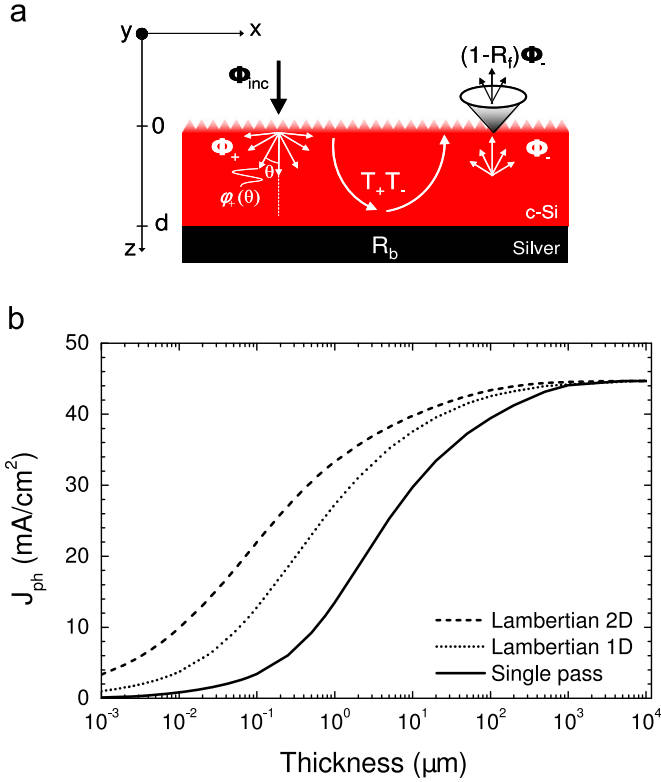 a
y
x
Φinc
(1-Rf)Φ-
0
Φ+
θ
φ+(θ)
T+T-
Φ-
c-Si
d
z
Rb
Silver
b
50
40
30
20
10
0
Jph (mA/cm²)
Lambertian 2D
Lambertian 1D
Single pass
10⁻³ 10⁻² 10⁻¹ 10⁰ 10¹ 10² 10³ 10⁴
Thickness (μm)